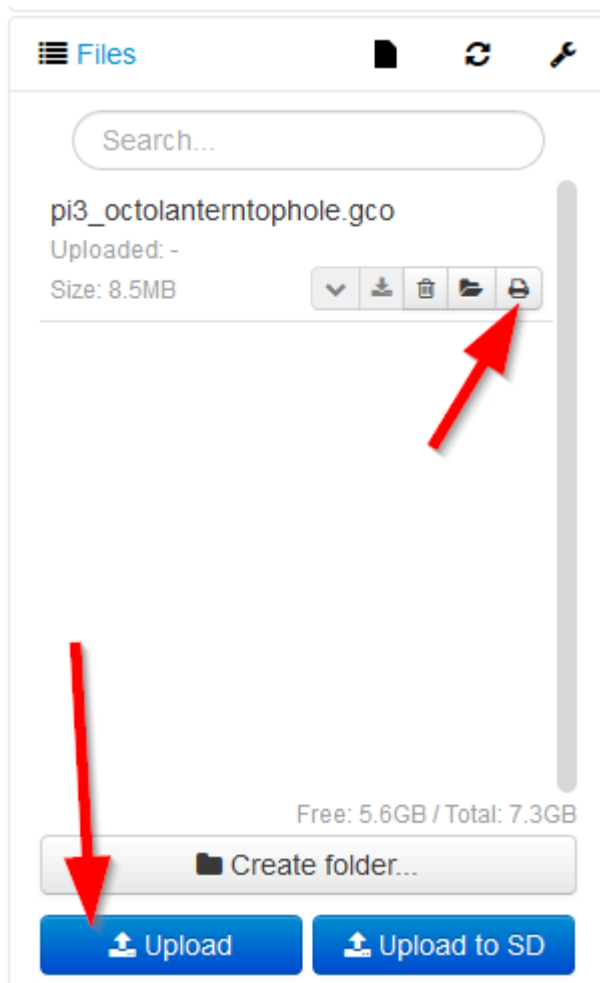 Files
Search...
pi3_octolanterntophole.gco
Uploaded: -
Size: 8.5MB
Free: 5.6GB / Total: 7.3GB
Create folder...
Upload
Upload to SD